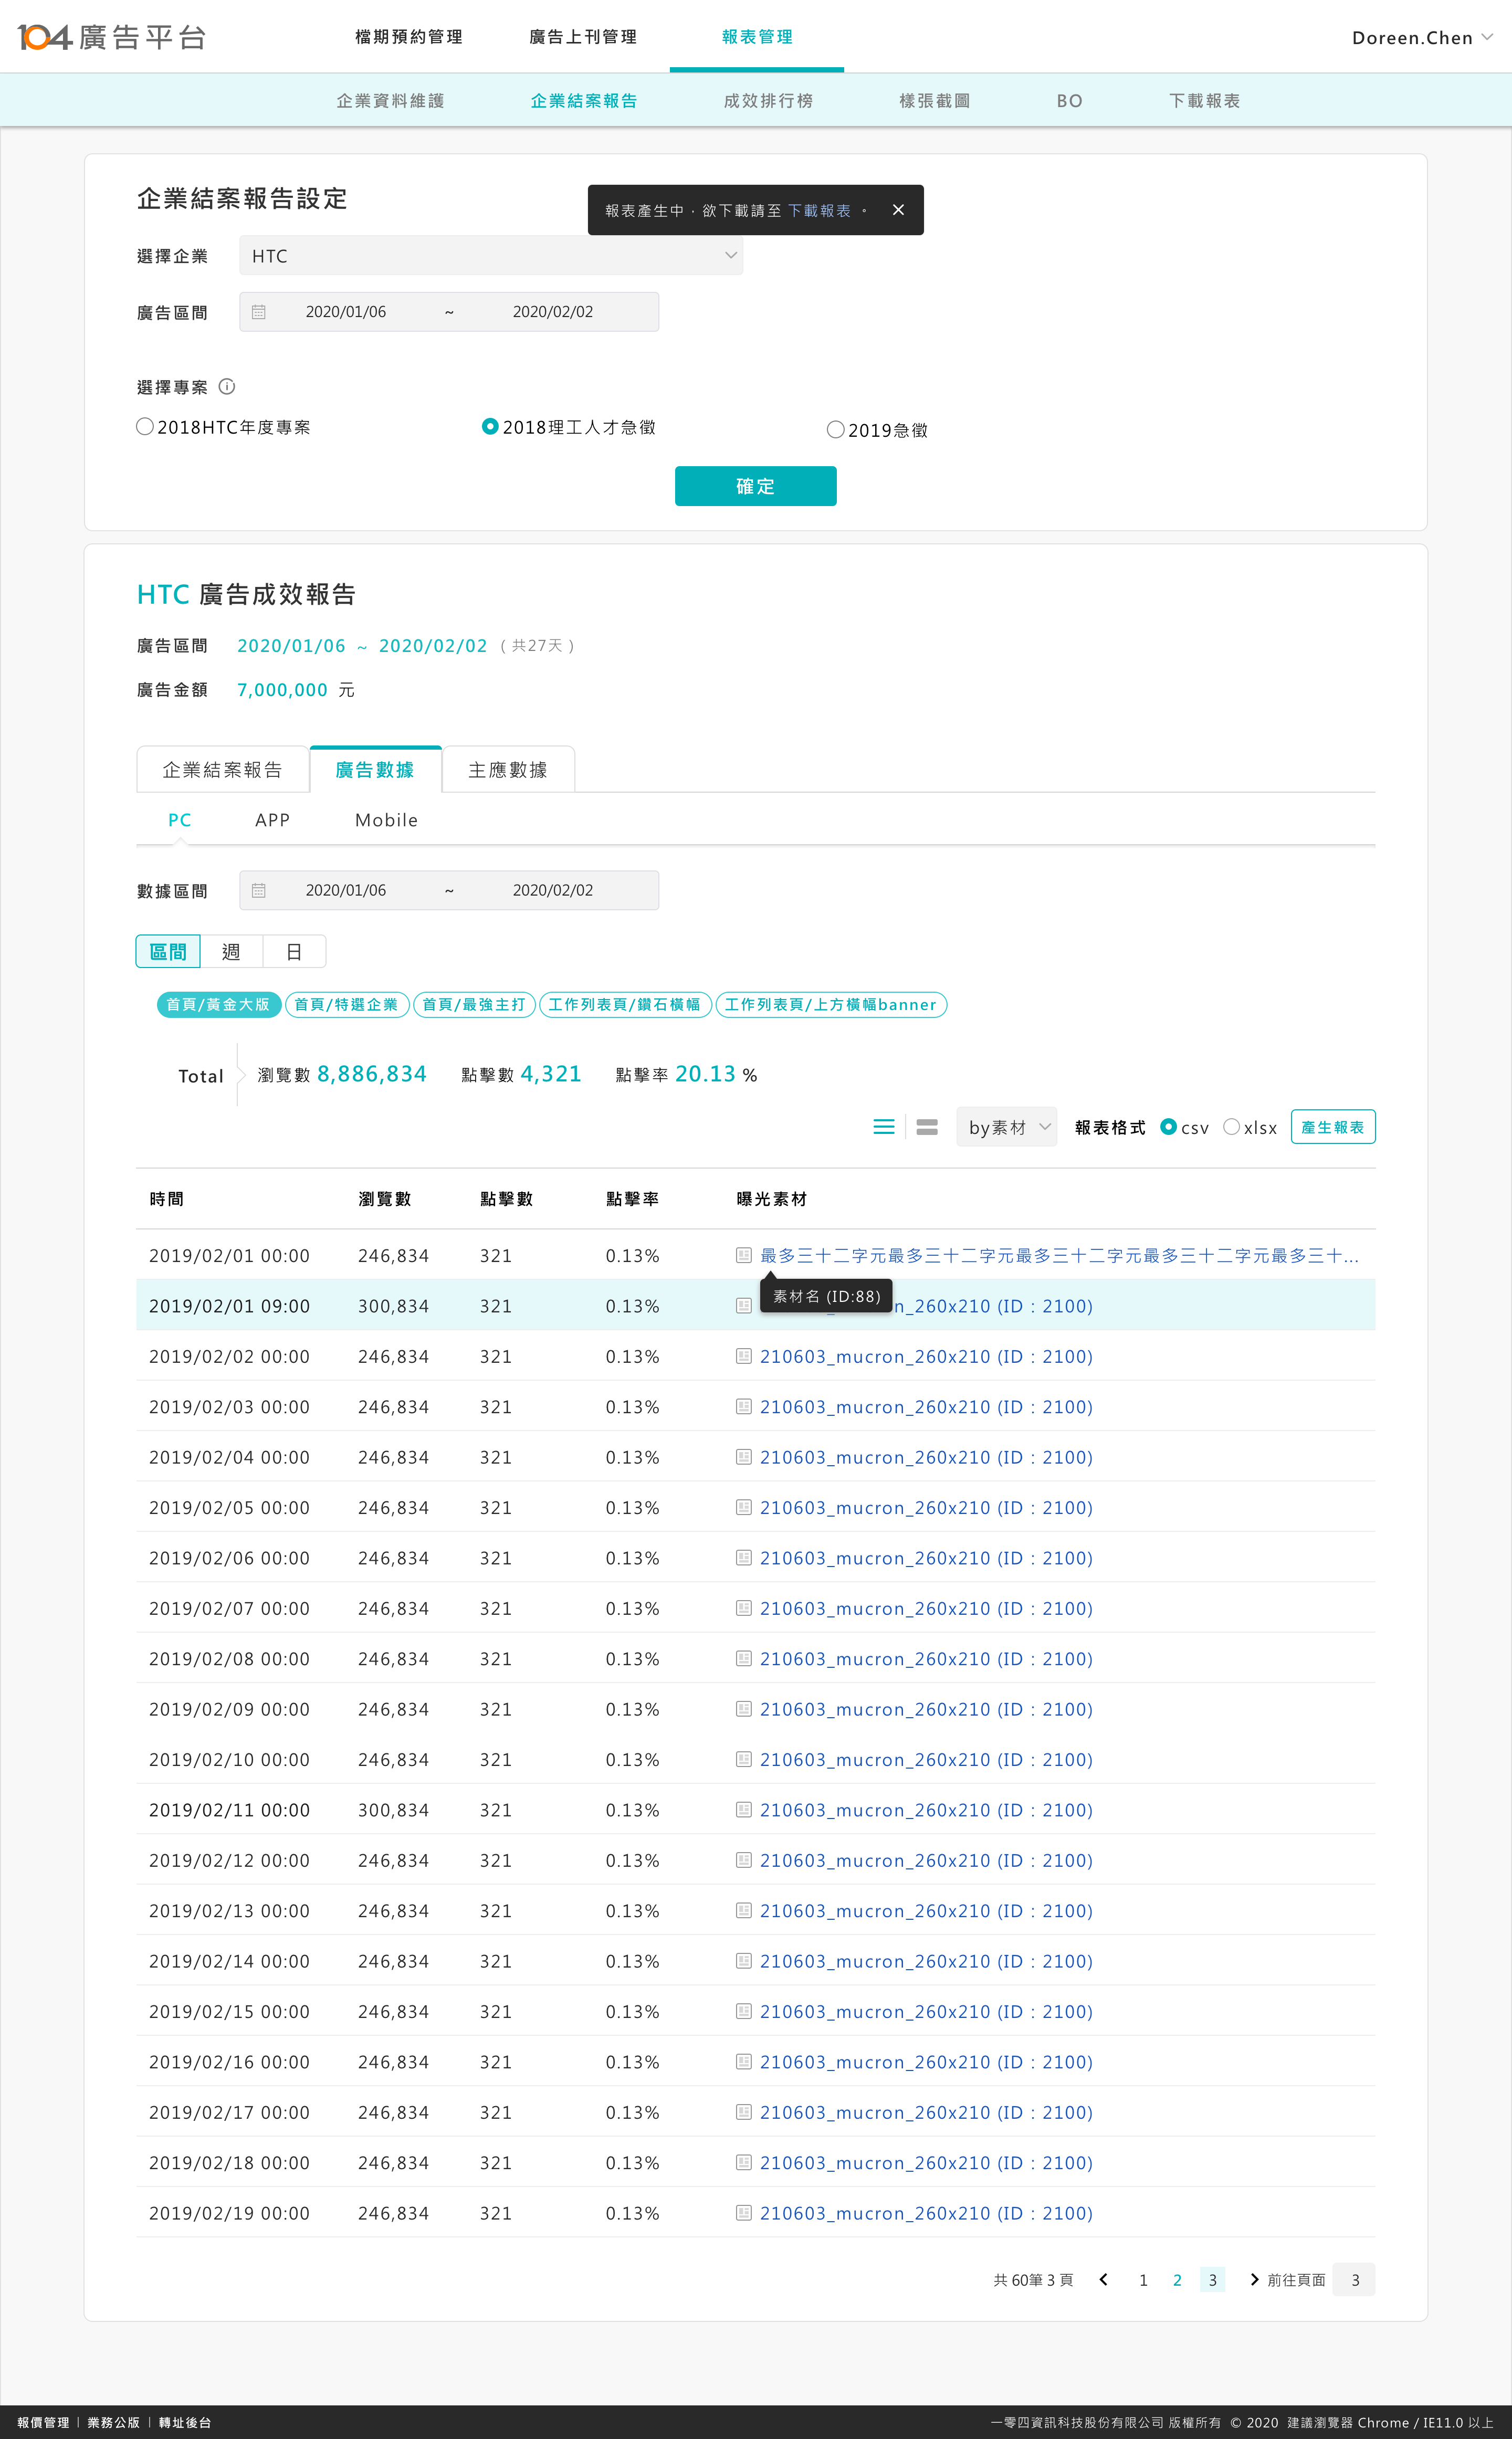 104廣告平台 檔期預約管理 廣告上刊管理 報表管理 Doreen.Chen
企業資料維護 企業結案報告 成效排行榜 樣張截圖 BO 下載報表
企業結案報告設定
報表產生中，欲下載請至 下載報表 。
選擇企業 HTC
廣告區間 2020/01/06 ~ 2020/02/02
選擇專案
2018HTC年度專案 2018理工人才急徵 2019急徵
確定
HTC 廣告成效報告
廣告區間 2020/01/06 ~ 2020/02/02 ( 共27天 )
廣告金額 7,000,000 元
企業結案報告 廣告數據 主應數據
PC APP Mobile
數據區間 2020/01/06 ~ 2020/02/02
區間 週 日
首頁/黃金大版 首頁/特選企業 首頁/最強主打 工作列表頁/鑽石橫幅 工作列表頁/上方橫幅banner
Total 瀏覽數 8,886,834 點擊數 4,321 點擊率 20.13 %
by素材 報表格式 csv xlsx 產生報表
時間 瀏覽數 點擊數 點擊率 曝光素材
2019/02/01 00:00 246,834 321 0.13% 最多三十二字元最多三十二字元最多三十二字元最多三十二字元最多三十...
素材名 (ID:88)
2019/02/01 09:00 300,834 321 0.13% n_260x210 (ID : 2100)
2019/02/02 00:00 246,834 321 0.13% 210603_mucron_260x210 (ID : 2100)
2019/02/03 00:00 246,834 321 0.13% 210603_mucron_260x210 (ID : 2100)
2019/02/04 00:00 246,834 321 0.13% 210603_mucron_260x210 (ID : 2100)
2019/02/05 00:00 246,834 321 0.13% 210603_mucron_260x210 (ID : 2100)
2019/02/06 00:00 246,834 321 0.13% 210603_mucron_260x210 (ID : 2100)
2019/02/07 00:00 246,834 321 0.13% 210603_mucron_260x210 (ID : 2100)
2019/02/08 00:00 246,834 321 0.13% 210603_mucron_260x210 (ID : 2100)
2019/02/09 00:00 246,834 321 0.13% 210603_mucron_260x210 (ID : 2100)
2019/02/10 00:00 246,834 321 0.13% 210603_mucron_260x210 (ID : 2100)
2019/02/11 00:00 300,834 321 0.13% 210603_mucron_260x210 (ID : 2100)
2019/02/12 00:00 246,834 321 0.13% 210603_mucron_260x210 (ID : 2100)
2019/02/13 00:00 246,834 321 0.13% 210603_mucron_260x210 (ID : 2100)
2019/02/14 00:00 246,834 321 0.13% 210603_mucron_260x210 (ID : 2100)
2019/02/15 00:00 246,834 321 0.13% 210603_mucron_260x210 (ID : 2100)
2019/02/16 00:00 246,834 321 0.13% 210603_mucron_260x210 (ID : 2100)
2019/02/17 00:00 246,834 321 0.13% 210603_mucron_260x210 (ID : 2100)
2019/02/18 00:00 246,834 321 0.13% 210603_mucron_260x210 (ID : 2100)
2019/02/19 00:00 246,834 321 0.13% 210603_mucron_260x210 (ID : 2100)
共 60筆 3 頁 1 2 3 前往頁面 3
報價管理 | 業務公版 | 轉址後台 一零四資訊科技股份有限公司 版權所有 © 2020 建議瀏覽器 Chrome / IE11.0 以上